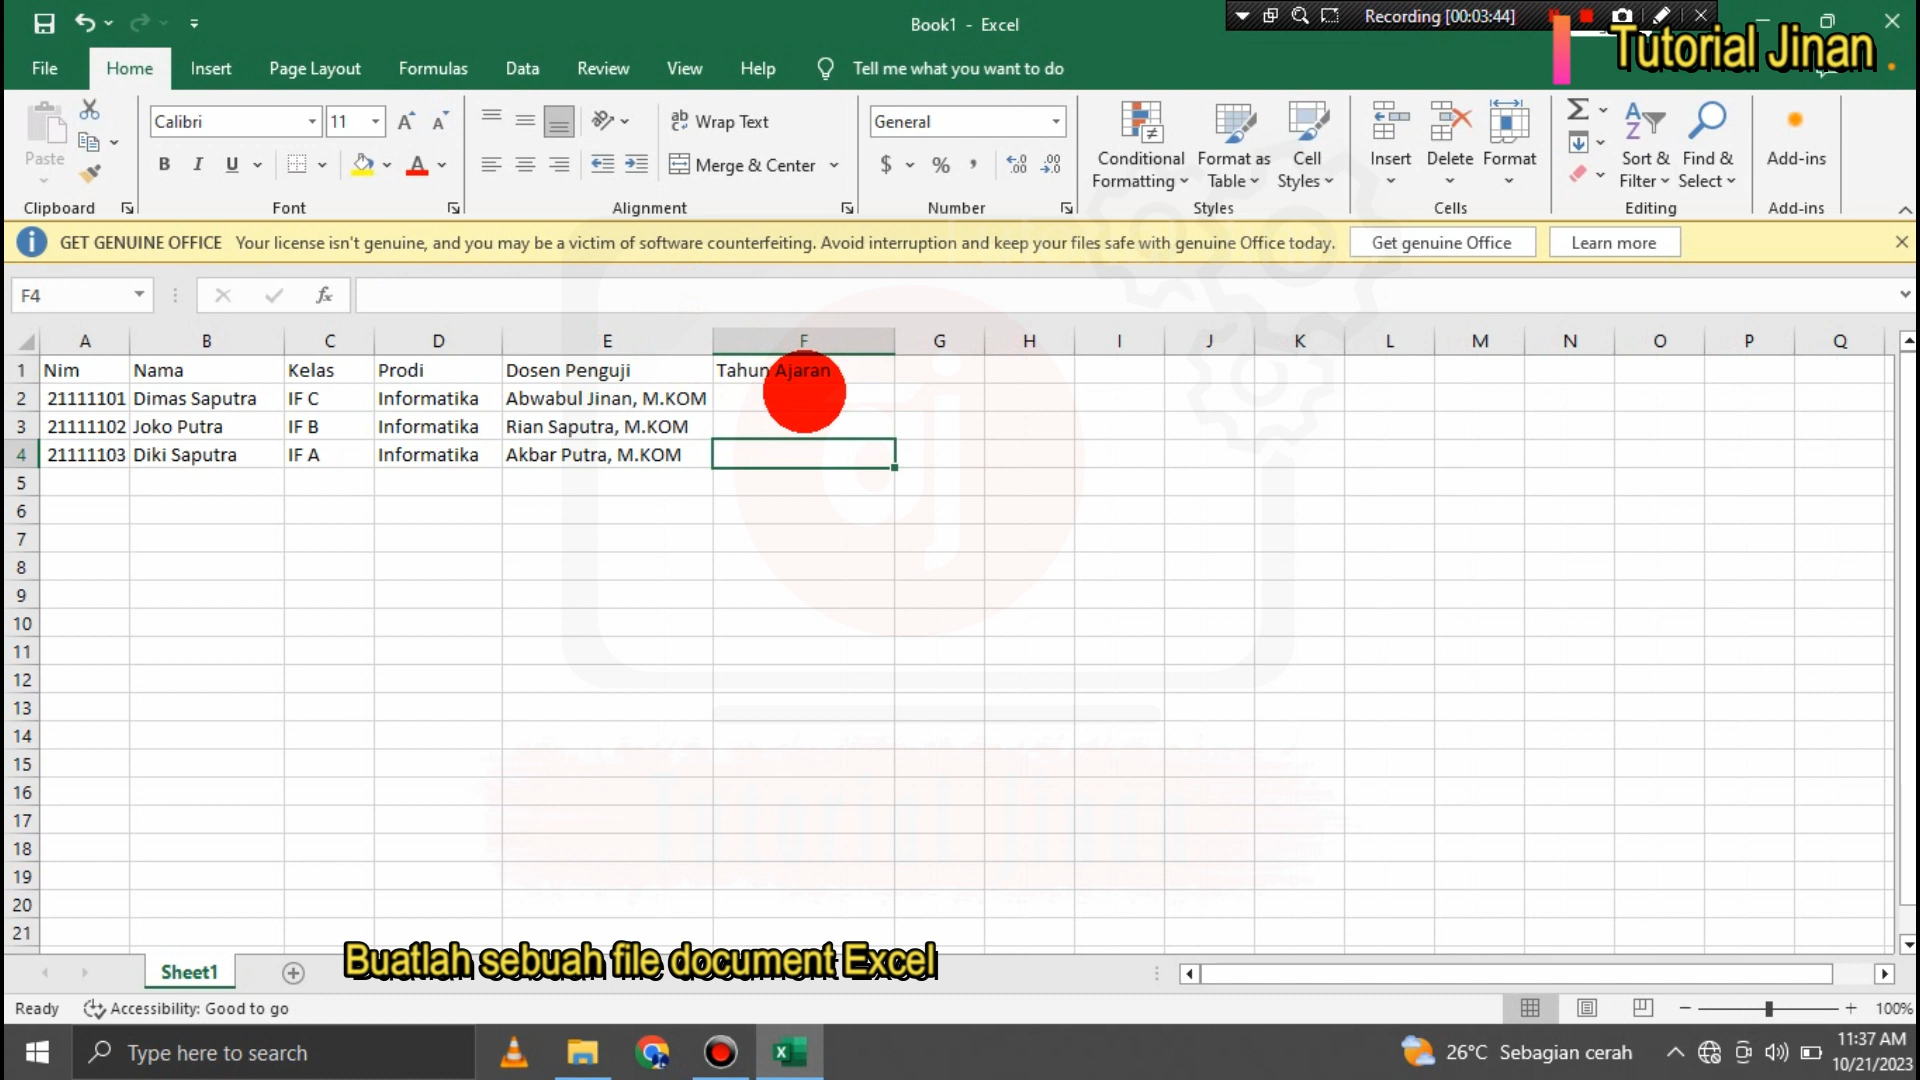 Book1 - Excel
Recording [00:03:44]
Tutorial Jinan
File Home Insert Page Layout Formulas Data Review View Help Tell me what you want to do
Paste
Calibri 11
B I U
Wrap Text
Merge & Center
General
$ % ,
Conditional Formatting
Format as Table
Cell Styles
Insert Delete Format
Sort & Filter
Find & Select
Add-ins
Clipboard Font Alignment Number Styles Cells Editing Add-ins
GET GENUINE OFFICE Your license isn't genuine, and you may be a victim of software counterfeiting. Avoid interruption and keep your files safe with genuine Office today. Get genuine Office Learn more
F4 fx
A B C D E F G H I J K L M N O P Q
1 Nim Nama Kelas Prodi Dosen Penguji Tahun Ajaran
2 21111101 Dimas Saputra IF C Informatika Abwabul Jinan, M.KOM
3 21111102 Joko Putra IF B Informatika Rian Saputra, M.KOM
4 21111103 Diki Saputra IF A Informatika Akbar Putra, M.KOM
5
6
7
8
9
10
11
12
13
14
15
16
17
18
19
20
21
Sheet1
Buatlah sebuah file document Excel
Ready Accessibility: Good to go 100%
Type here to search
26°C Sebagian cerah
11:37 AM
10/21/2023